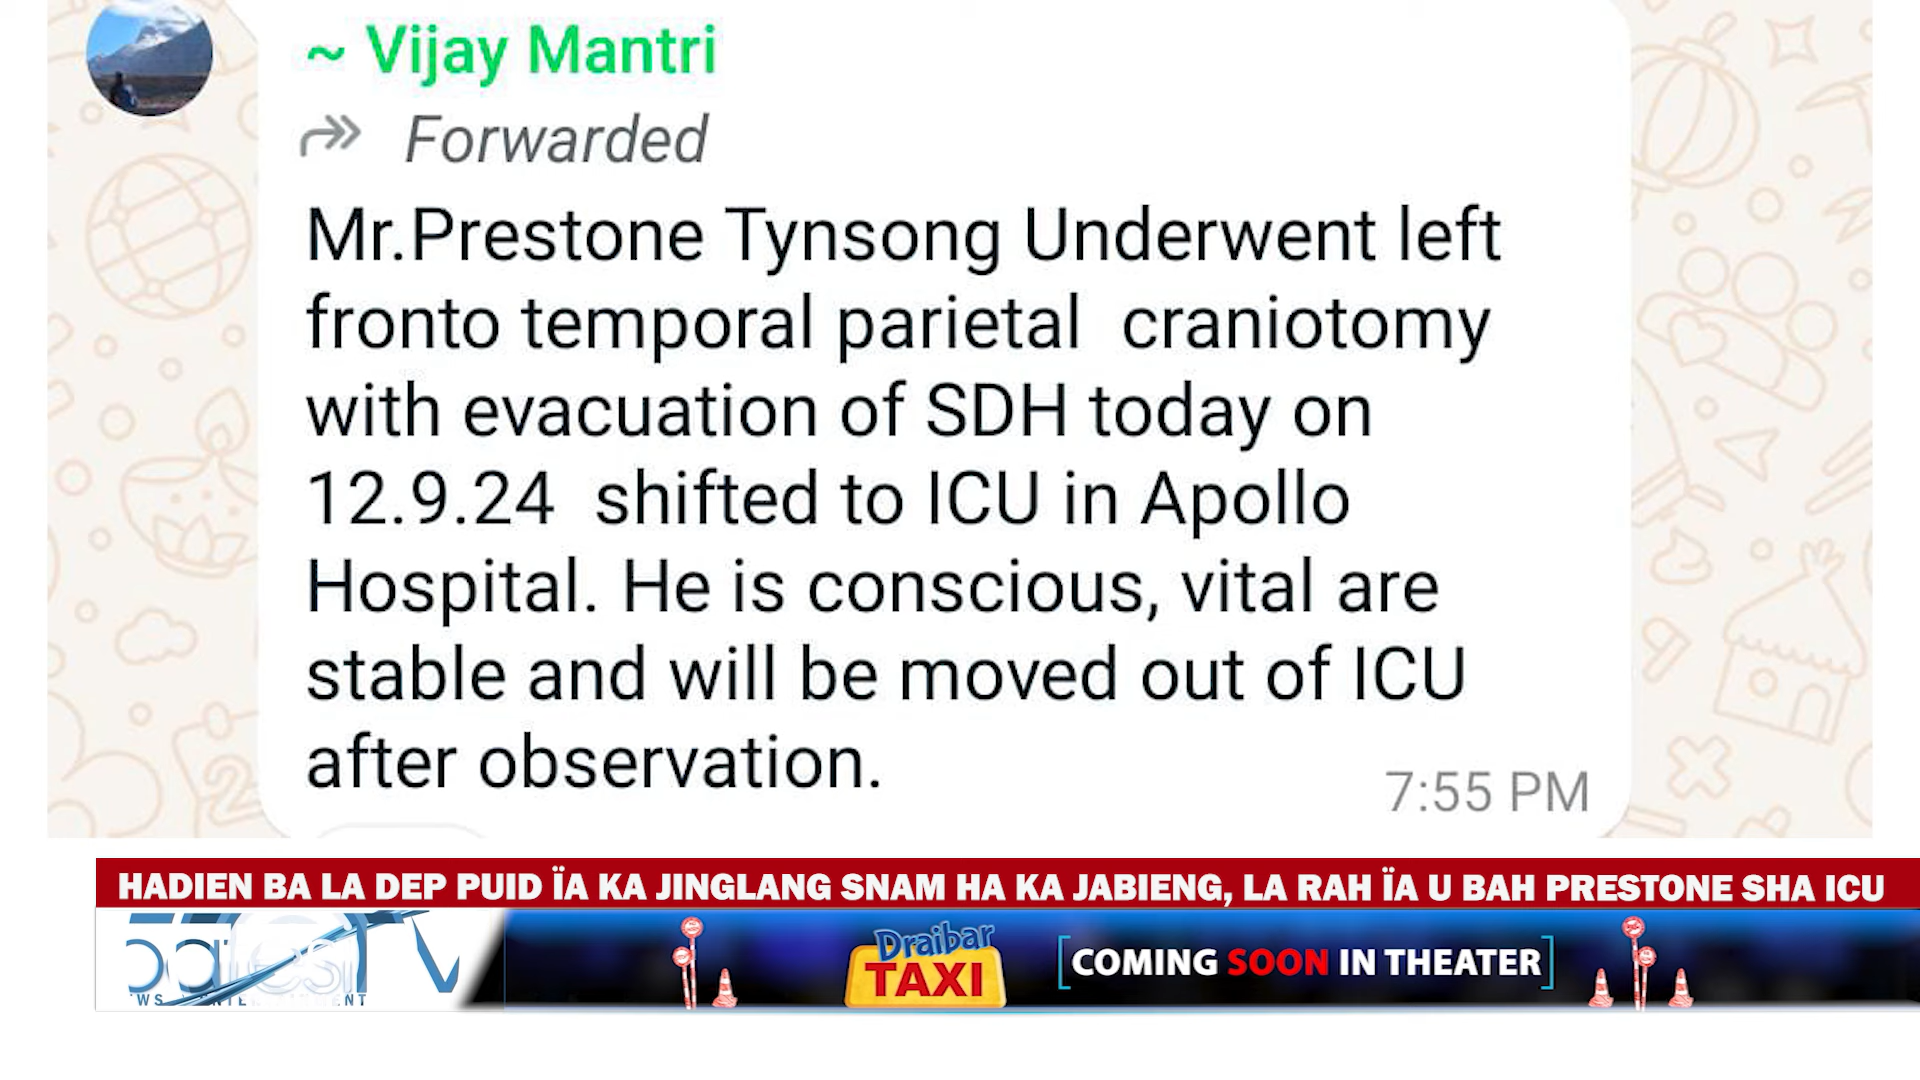 ~ Vijay Mantri
Forwarded
Mr.Prestone Tynsong Underwent left
fronto temporal parietal craniotomy
with evacuation of SDH today on
12.9.24 shifted to ICU in Apollo
Hospital. He is conscious, vital are
stable and will be moved out of ICU
after observation.
7:55 PM
HADIEN BA LA DEP PUID ÏA KA JINGLANG SNAM HA KA JABIENG, LA RAH ÏA U BAH PRESTONE SHA ICU
Draibar
TAXI
[COMING SOON IN THEATER]